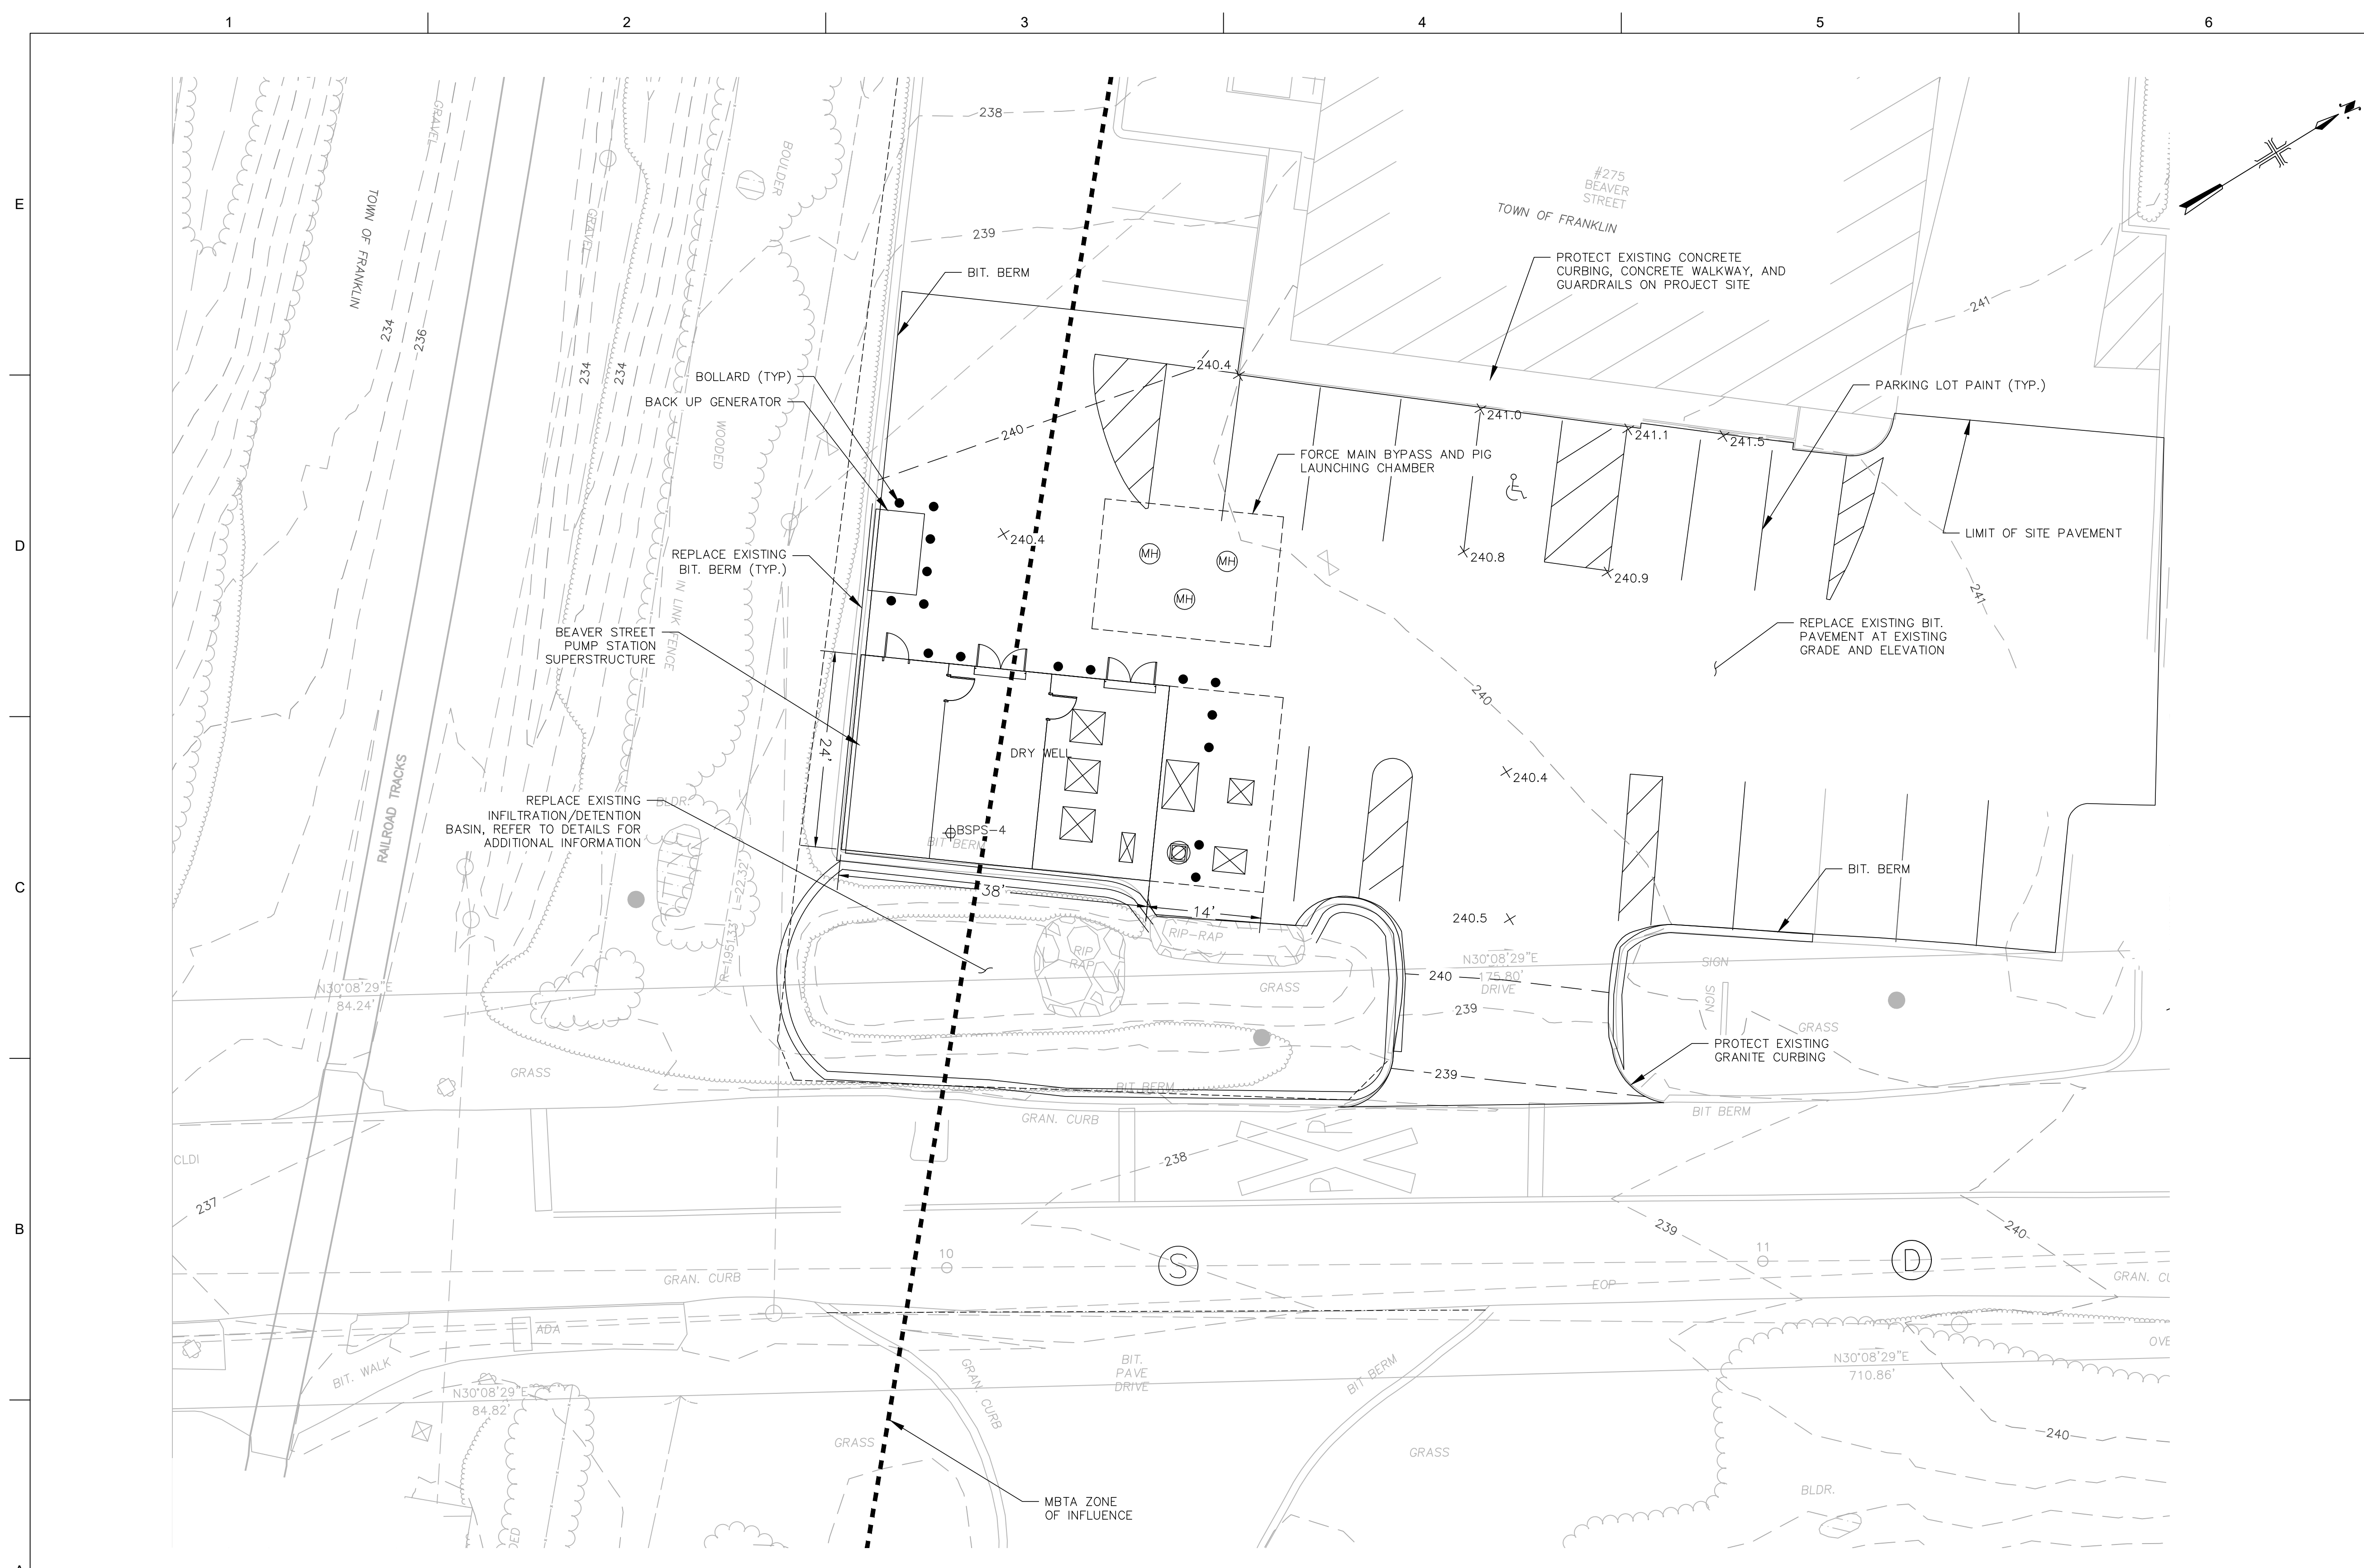 1
2
3
4
5
6
E
D
C
B
GRAVEL
TOWN OF FRANKLIN
234
236
GRAVEL
BOULDER
234
234
238
239
BIT. BERM
#275
BEAVER
STREET
TOWN OF FRANKLIN
PROTECT EXISTING CONCRETE
CURBING, CONCRETE WALKWAY, AND
GUARDRAILS ON PROJECT SITE
241
BOLLARD (TYP)
BACK UP GENERATOR
WOODED
240
240.4
241.0
241.1
241.5
PARKING LOT PAINT (TYP.)
FORCE MAIN BYPASS AND PIG
LAUNCHING CHAMBER
LIMIT OF SITE PAVEMENT
REPLACE EXISTING
BIT. BERM (TYP.)
240.4
MH
MH
MH
240.8
240.9
241
IN LINK FENCE
BEAVER STREET
PUMP STATION
SUPERSTRUCTURE
REPLACE EXISTING BIT.
PAVEMENT AT EXISTING
GRADE AND ELEVATION
240
24'
DRY WELL
240.4
RAILROAD TRACKS
REPLACE EXISTING
INFILTRATION/DETENTION
BASIN, REFER TO DETAILS FOR
ADDITIONAL INFORMATION
BLDR.
BSPS-4
BIT BERM
BIT. BERM
38'
14'
240.5
R=1,951.33' L=22.32'
RIP-RAP
RIP
RAP
N30°08'29"E
84.24'
GRASS
240
N30°08'29"E
175.80'
DRIVE
239
SIGN
SIGN
GRASS
PROTECT EXISTING
GRANITE CURBING
GRASS
BIT BERM
239
GRAN. CURB
BIT BERM
CLDI
237
238
239
240
10
11
S
D
GRAN. CURB
EOP
ADA
BIT. WALK
GRAN. CURB
BIT.
PAVE
DRIVE
BIT BERM
N30°08'29"E
710.86'
N30°08'29"E
84.82'
GRASS
GRASS
240
MBTA ZONE
OF INFLUENCE
BLDR.